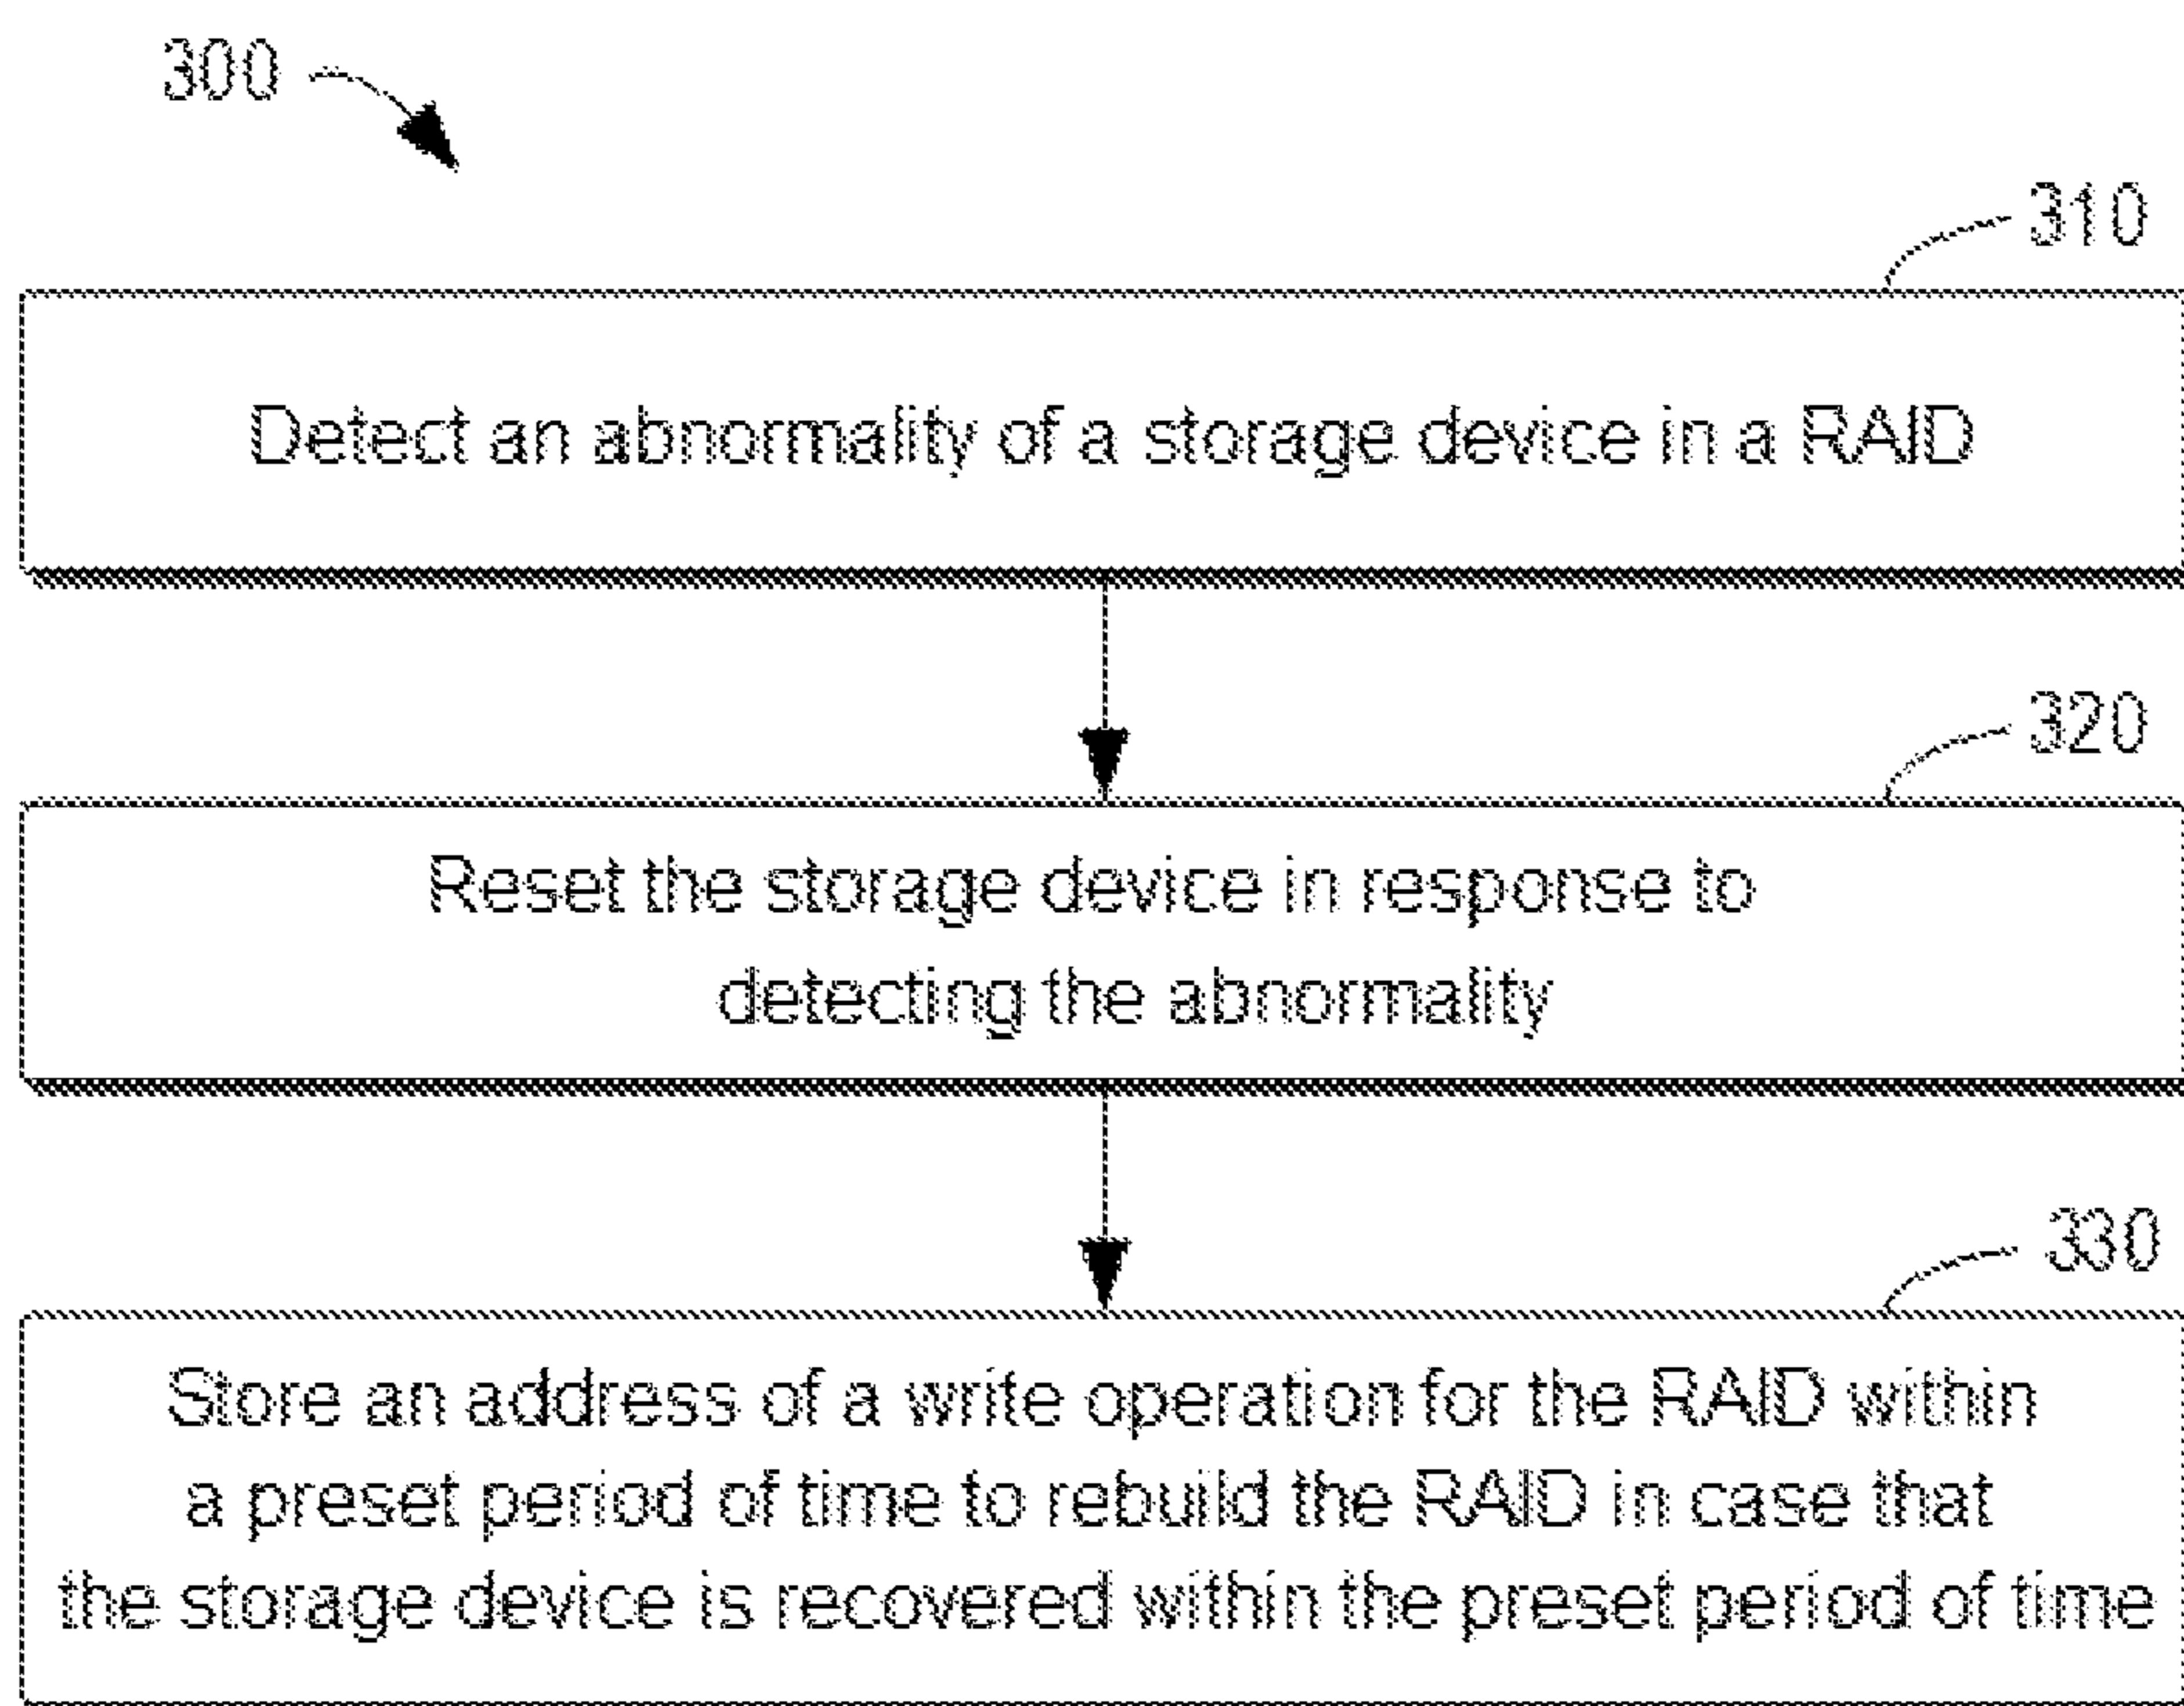 300
310
Detect an abnormality of a storage device in a RAID
320
Reset the storage device in response to
detecting the abnormality
330
Store an address of a write operation for the RAID within
a preset period of time to rebuild the RAID in case that
the storage device is recovered within the preset period of time